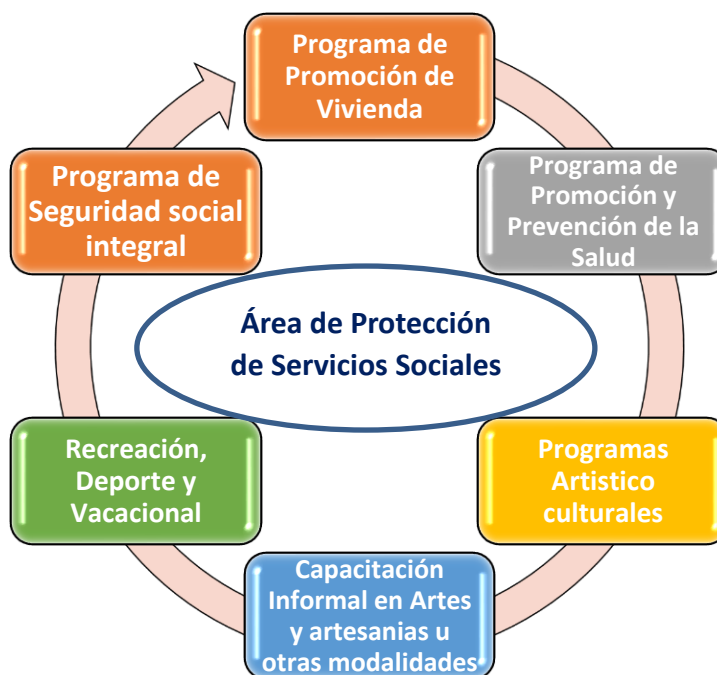 Programa de
Promoción de
Vivienda
Programa de
Promoción y
Prevención de la
Salud
Programas
Artistico
culturales
Capacitación
Informal en Artes
y artesanias u
otras modalidades
Recreación,
Deporte y
Vacacional
Programa de
Seguridad social
integral
Área de Protección
de Servicios Sociales